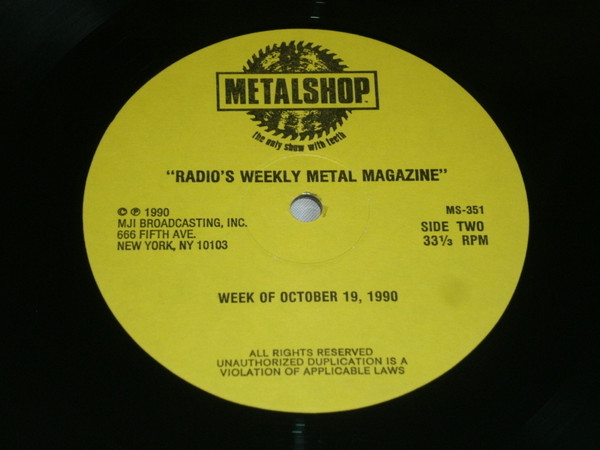 METALSHOP™
the only show with teeth
"RADIO'S WEEKLY METAL MAGAZINE"
© ℗ 1990
MJI BROADCASTING, INC.
666 FIFTH AVE.
NEW YORK, NY 10103
MS-351
SIDE TWO
33⅓ RPM
WEEK OF OCTOBER 19, 1990
ALL RIGHTS RESERVED
UNAUTHORIZED DUPLICATION IS A
VIOLATION OF APPLICABLE LAWS